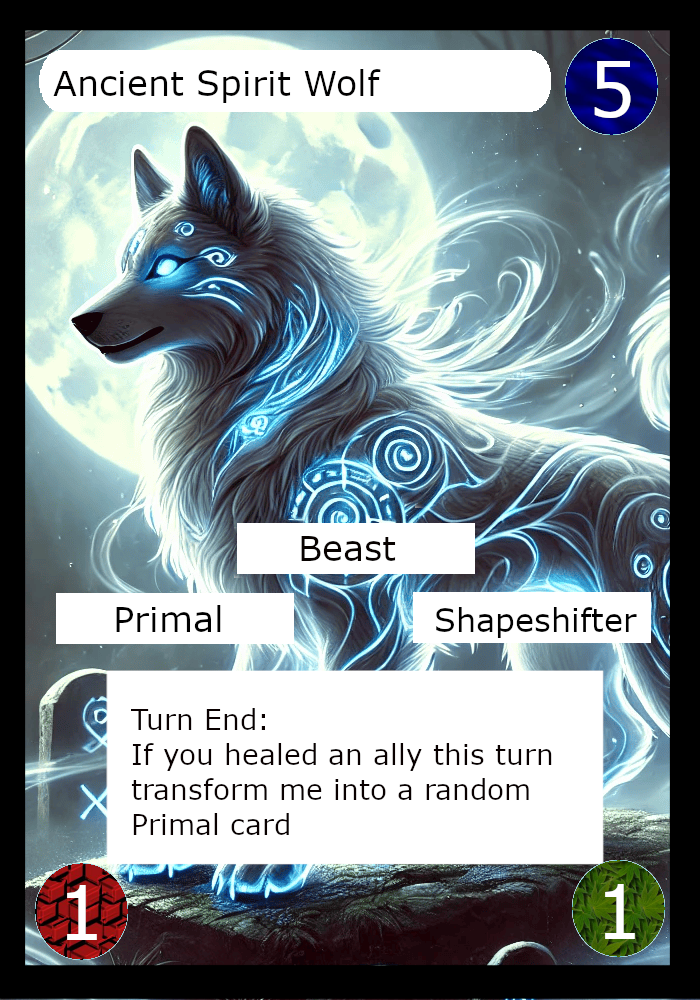 Ancient Spirit Wolf
5
Beast
Primal
Shapeshifter
Turn End:
If you healed an ally this turn
transform me into a random
Primal card
1
1